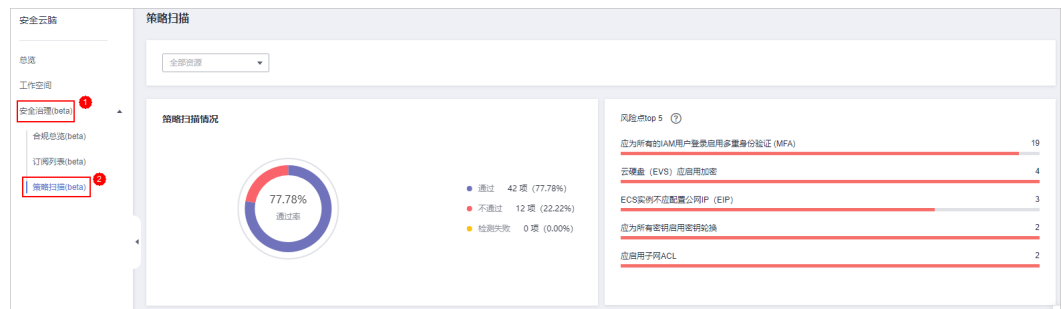 安全云脑
总览
工作空间
安全治理(beta)
1
合规总览(beta)
订阅列表(beta)
策略扫描(beta)
2
策略扫描
全部资源
策略扫描情况
77.78%
通过率
通过 42 项 (77.78%)
不通过 12 项 (22.22%)
检测失败 0 项 (0.00%)
风险点top 5 ?
应为所有的IAM用户登录启用多重身份验证 (MFA) 19
云硬盘（EVS）应启用加密 4
ECS实例不应配置公网IP（EIP） 3
应为所有密钥启用密钥轮换 2
应启用子网ACL 2